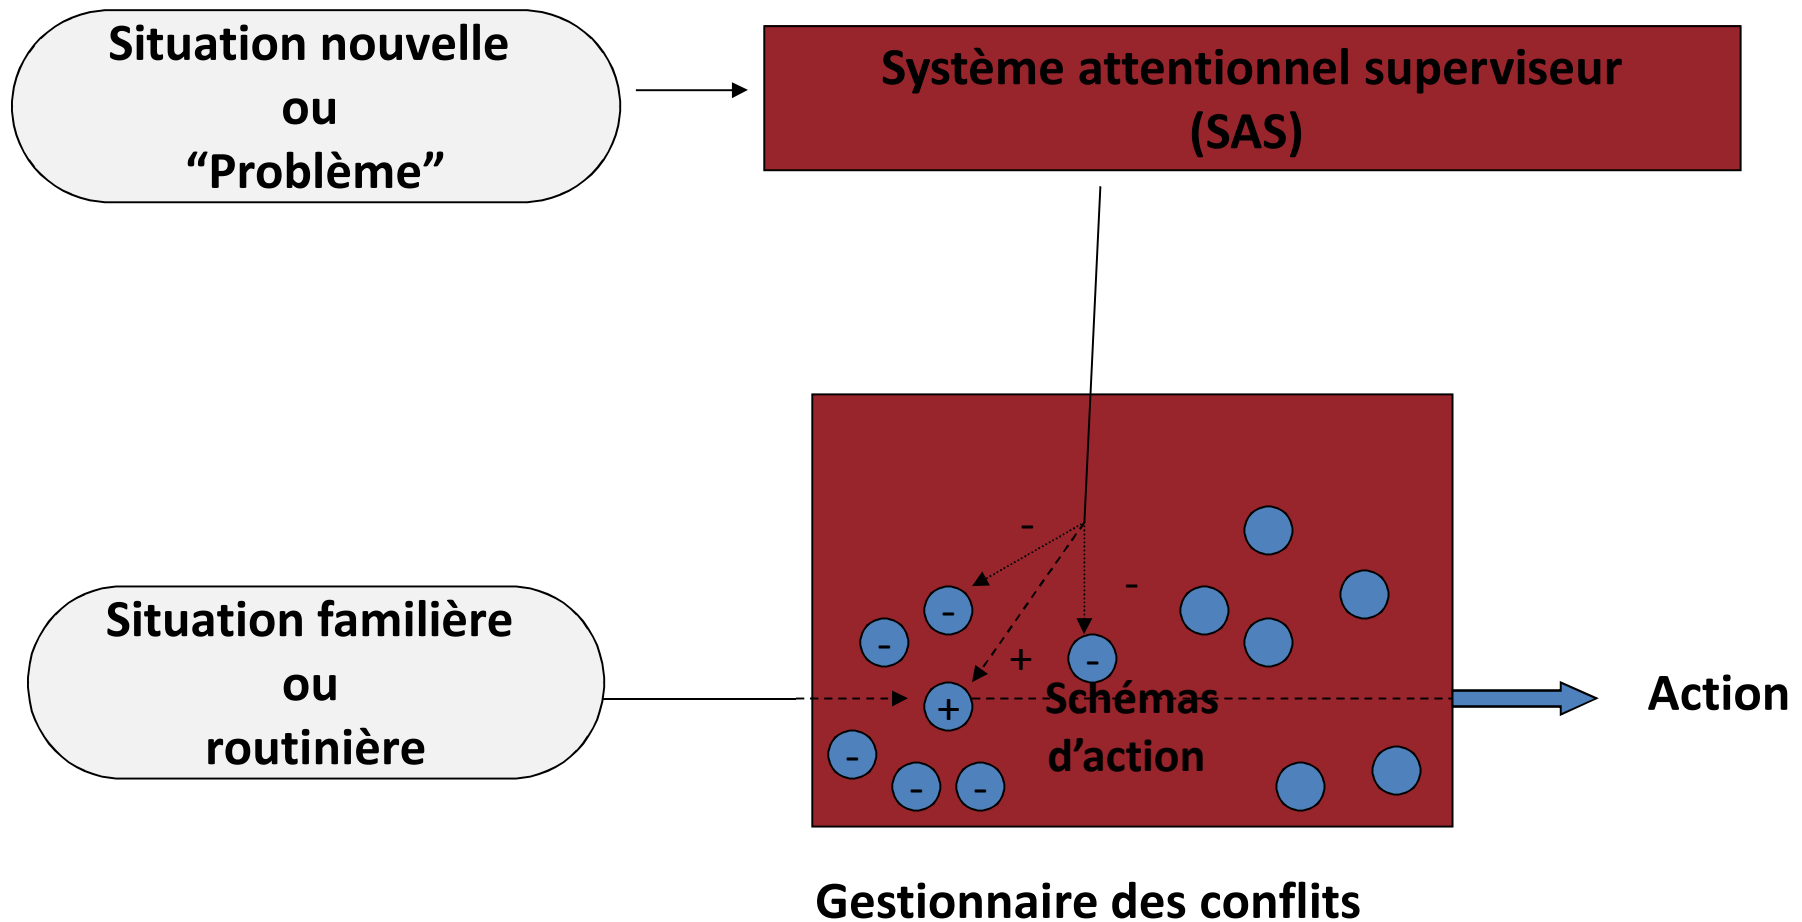 Situation nouvelle
ou
“Problème”
Système attentionnel superviseur
(SAS)
-
-
-
-
+
-
Situation familière
ou
routinière
+
Schémas
d’action
Action
-
-
-
Gestionnaire des conflits